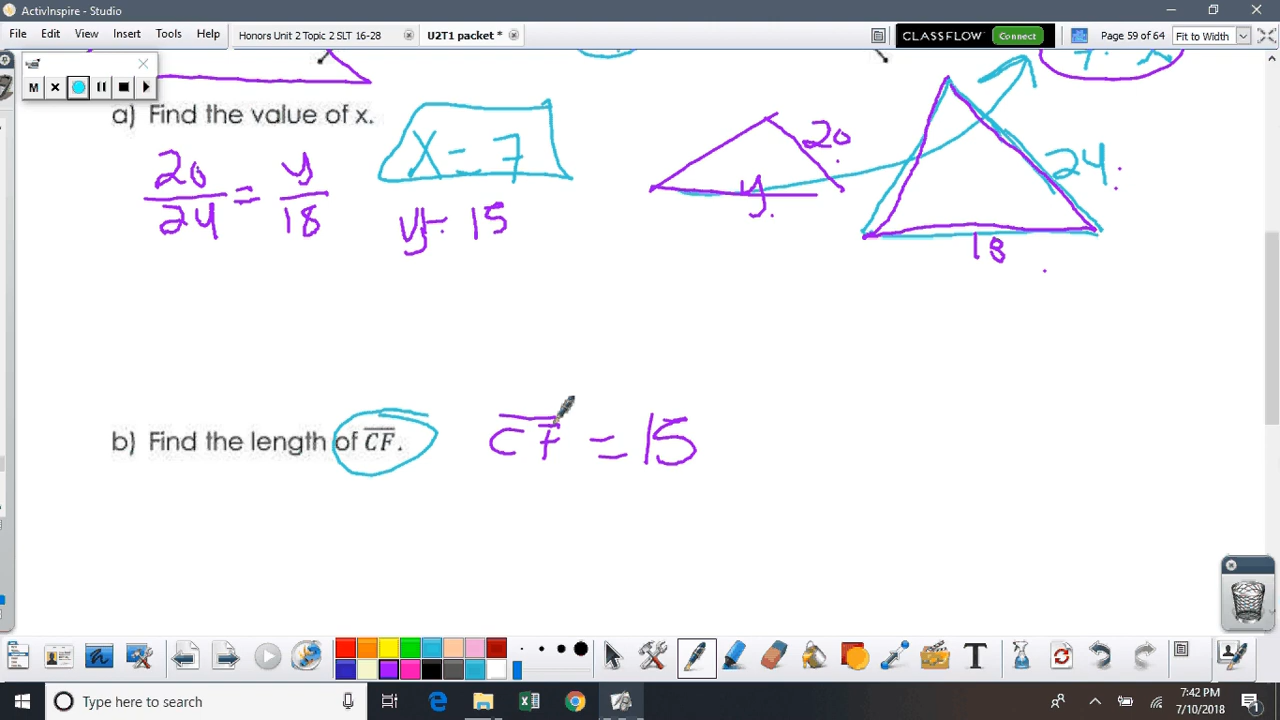 ActivInspire - Studio
File Edit View Insert Tools Help
Honors Unit 2 Topic 2 SLT 16-28
U2T1 packet *
CLASSFLOW Connect
Page 59 of 64
Fit to Width
M
a) Find the value of x.
X = 7
20/24 = y/18
y = 15
20
y
24
18
b) Find the length of CF.
CF = 15
T
Type here to search
7:42 PM
7/10/2018
1